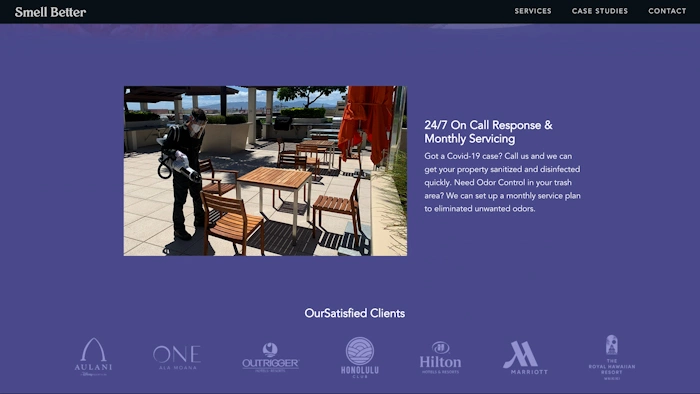 Smell Better
SERVICES CASE STUDIES CONTACT
24/7 On Call Response &
Monthly Servicing
Got a Covid-19 case? Call us and we can
get your property sanitized and disinfected
quickly. Need Odor Control in your trash
area? We can set up a monthly service plan
to eliminated unwanted odors.
OurSatisfied Clients
AULANI
ONE
ALA MOANA
OUTRIGGER
HONOLULU
CLUB
Hilton
HOTELS & RESORTS
MARRIOTT
THE
ROYAL HAWAIIAN
RESORT
WAIKIKI